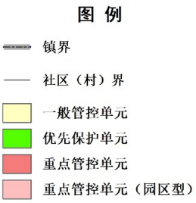 图 例
镇界
社区（村）界
一般管控单元
优先保护单元
重点管控单元
重点管控单元（园区型）